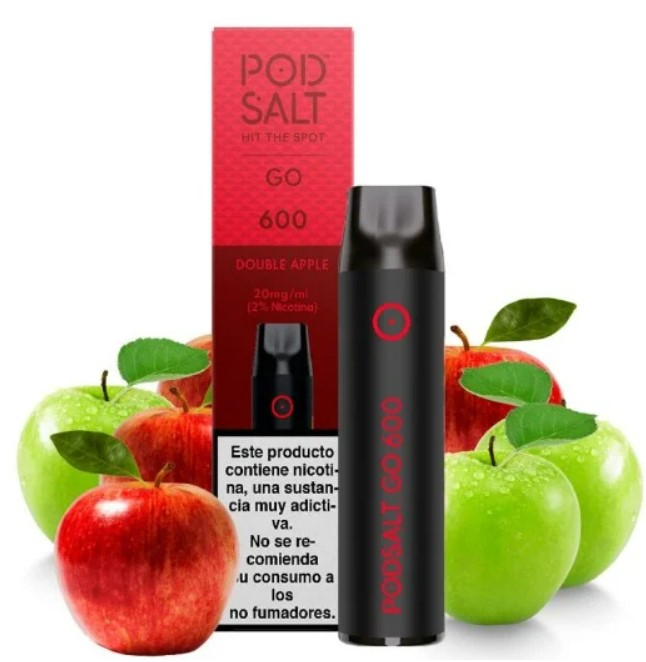 POD
SALT
HIT THE SPOT
GO
600
DOUBLE APPLE
20mg/ml
(2% Nicotina)
Este producto
contiene nicoti-
na, una sustan-
cia muy adicti-
va.
No se re-
comienda
su consumo a
los
no fumadores.
PODSALT GO 600